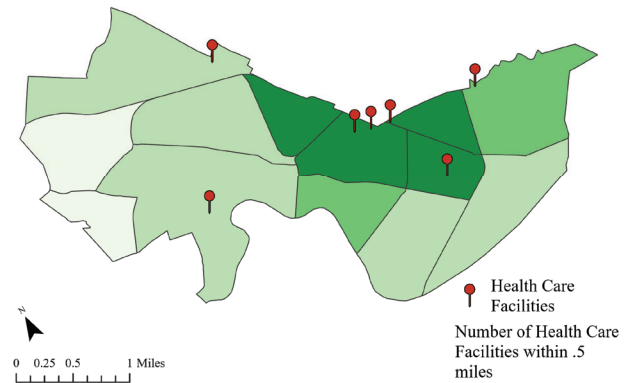 Health Care
Facilities
Number of Health Care
Facilities within .5
miles
N
0 0.25 0.5 1 Miles